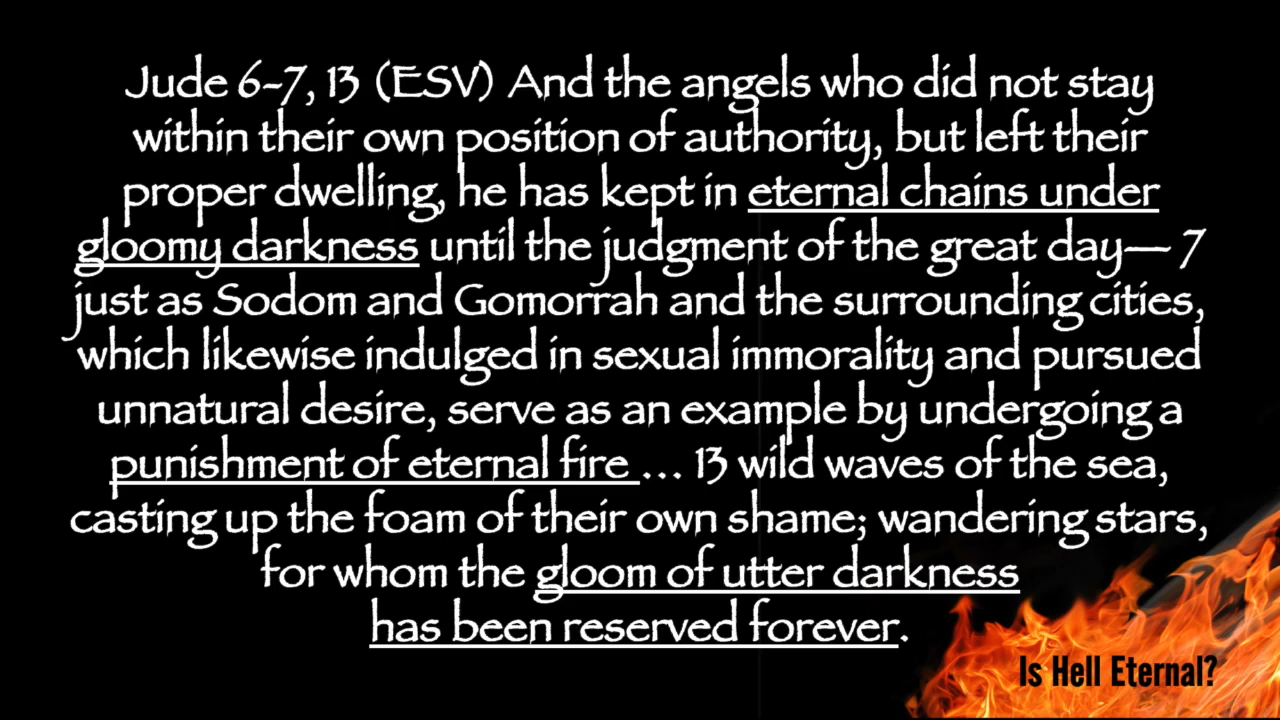 Jude 6-7, 13 (ESV) And the angels who did not stay
within their own position of authority, but left their
proper dwelling, he has kept in eternal chains under
gloomy darkness until the judgment of the great day— 7
just as Sodom and Gomorrah and the surrounding cities,
which likewise indulged in sexual immorality and pursued
unnatural desire, serve as an example by undergoing a
punishment of eternal fire ... 13 wild waves of the sea,
casting up the foam of their own shame; wandering stars,
for whom the gloom of utter darkness
has been reserved forever.
Is Hell Eternal?